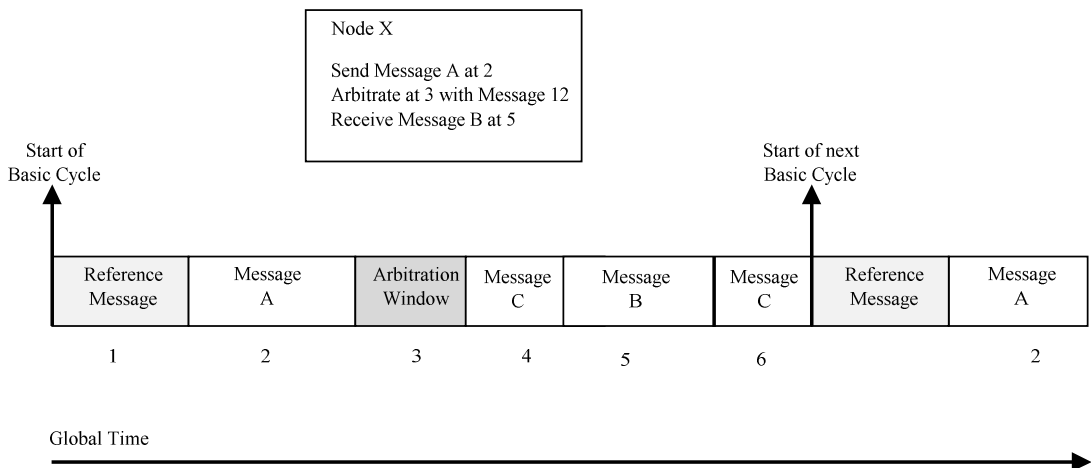 Node X
Send Message A at 2
Arbitrate at 3 with Message 12
Receive Message B at 5
Start of
Basic Cycle
Start of next
Basic Cycle
Reference
Message
Message
A
Arbitration
Window
Message
C
Message
B
Message
C
Reference
Message
Message
A
1
2
3
4
5
6
2
Global Time